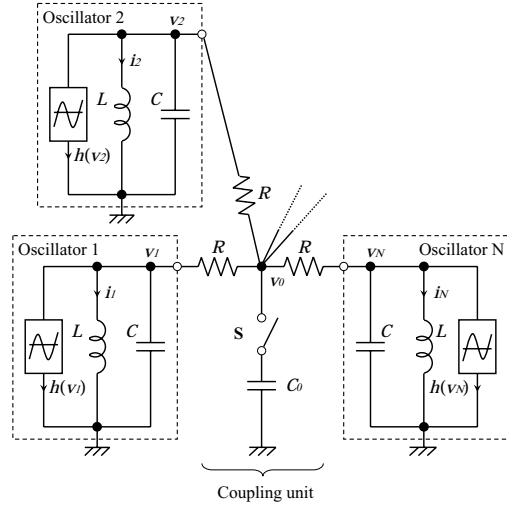 Oscillator 2
v2
i2
L
C
h(v2)
R
Oscillator 1
v1
R
R
vN
Oscillator N
v0
i1
L
C
h(v1)
S
C0
C
iN
L
h(vN)
Coupling unit